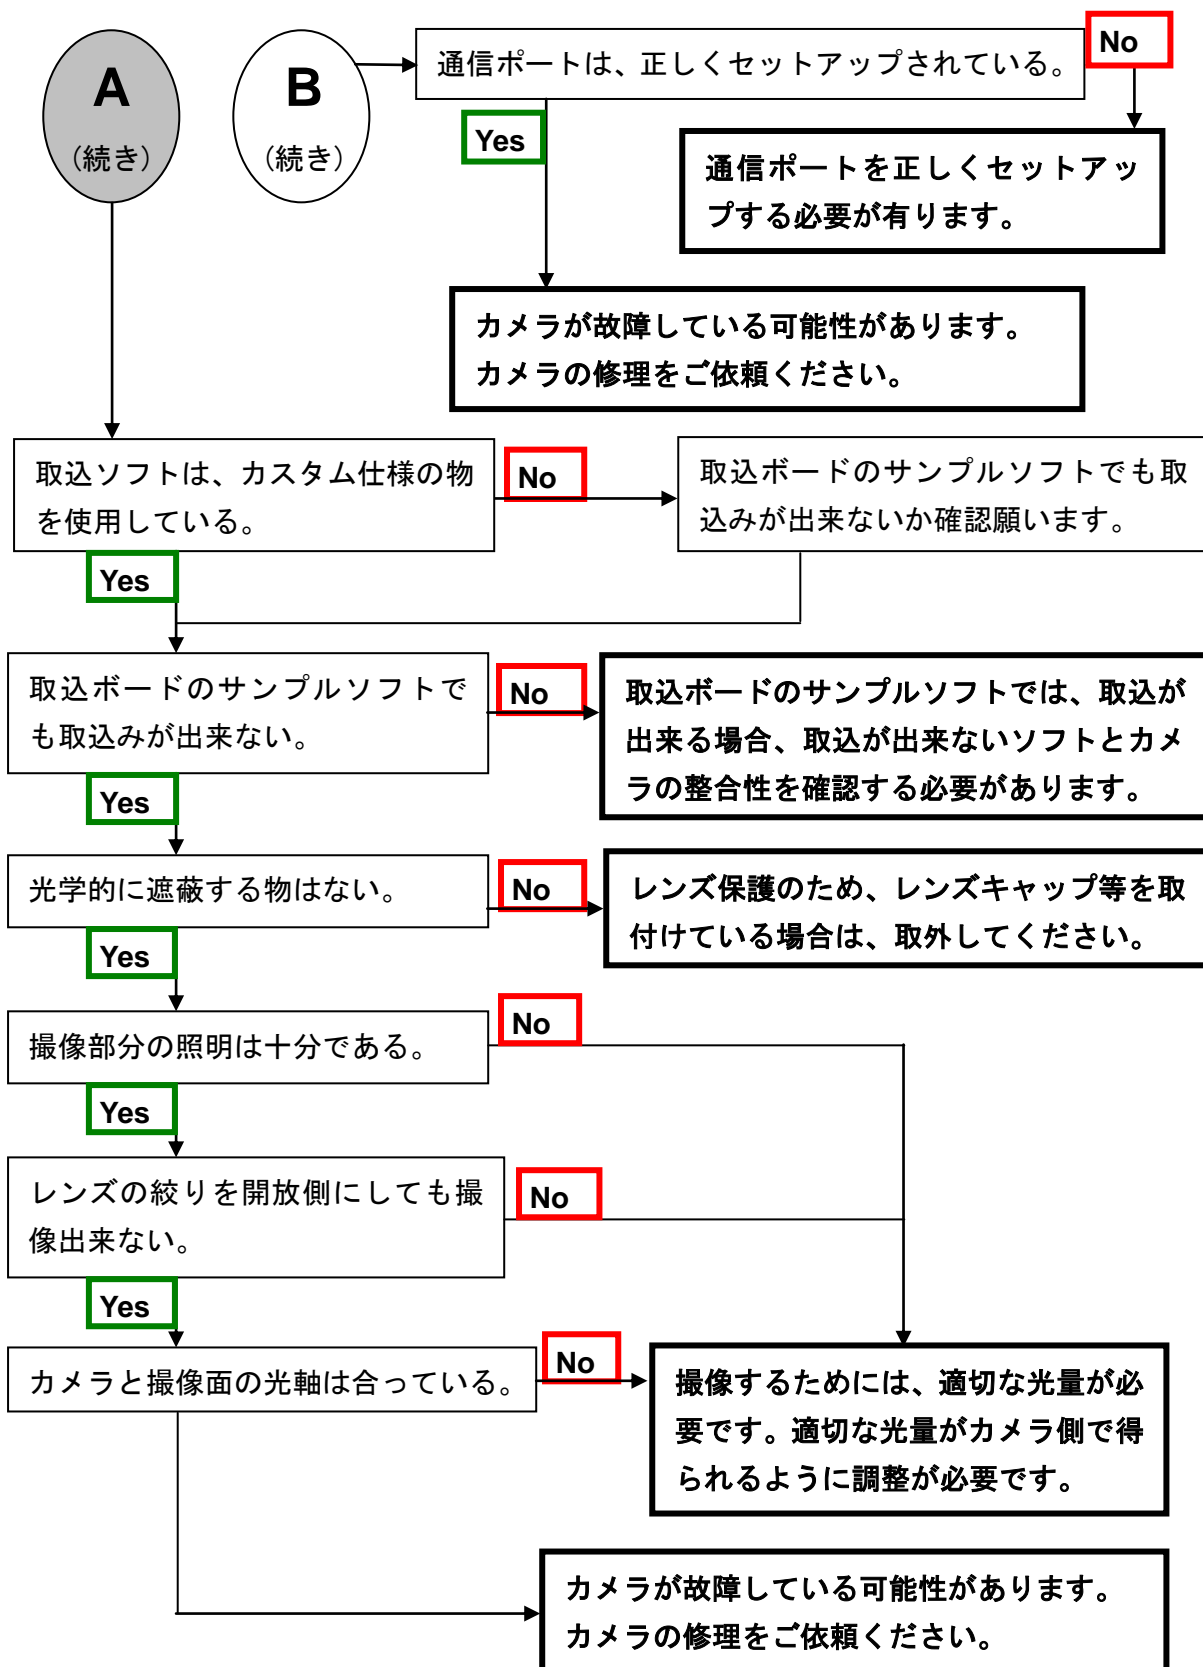 A
(続き)
B
(続き)
通信ポートは、正しくセットアップされている。
No
Yes
通信ポートを正しくセットアッ
プする必要が有ります。
カメラが故障している可能性があります。
カメラの修理をご依頼ください。
取込ソフトは、カスタム仕様の物
を使用している。
No
取込ボードのサンプルソフトでも取
込みが出来ないか確認願います。
Yes
取込ボードのサンプルソフトで
も取込みが出来ない。
No
取込ボードのサンプルソフトでは、取込が
出来る場合、取込が出来ないソフトとカメ
ラの整合性を確認する必要があります。
Yes
光学的に遮蔽する物はない。
No
レンズ保護のため、レンズキャップ等を取
付けている場合は、取外してください。
Yes
撮像部分の照明は十分である。
No
Yes
レンズの絞りを開放側にしても撮
像出来ない。
No
Yes
カメラと撮像面の光軸は合っている。
No
撮像するためには、適切な光量が必
要です。適切な光量がカメラ側で得
られるように調整が必要です。
カメラが故障している可能性があります。
カメラの修理をご依頼ください。